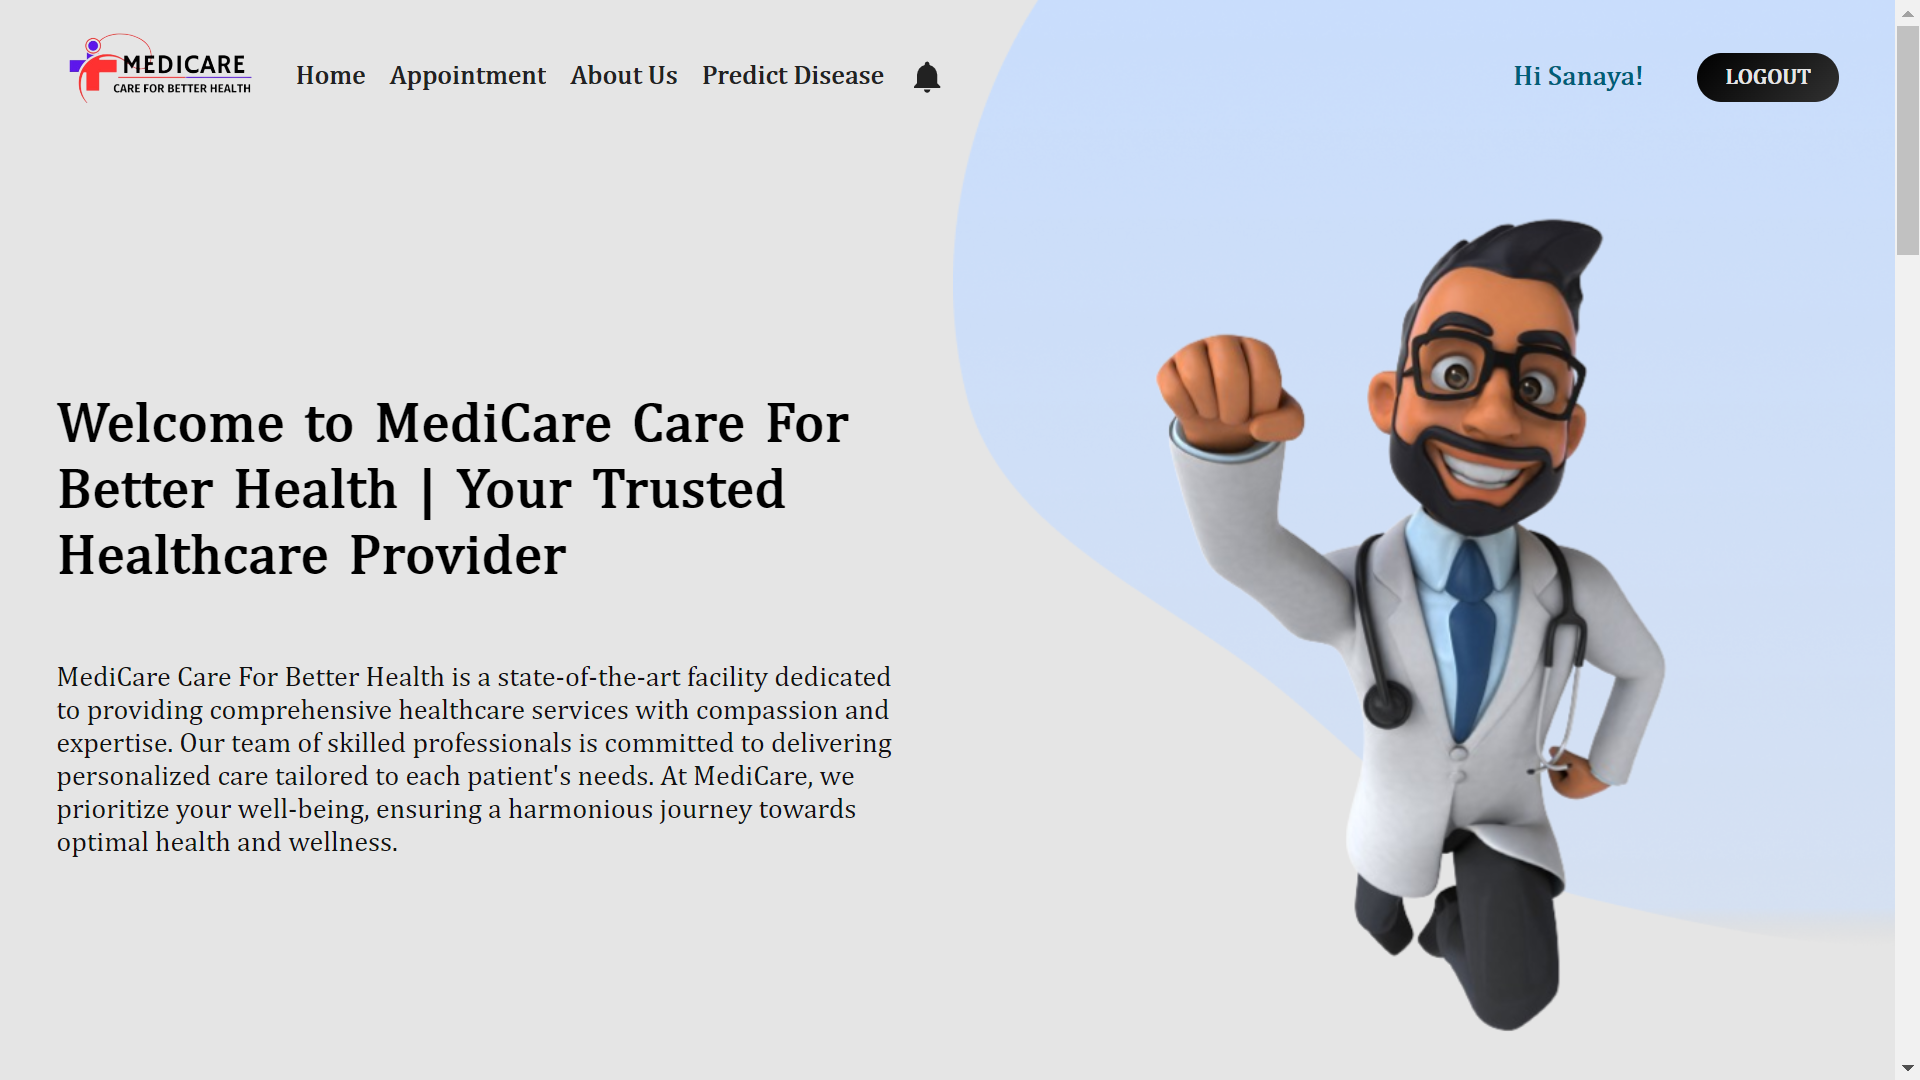 MEDICARE
CARE FOR BETTER HEALTH
Home Appointment About Us Predict Disease
Hi Sanaya!
LOGOUT
Welcome to MediCare Care For
Better Health | Your Trusted
Healthcare Provider
MediCare Care For Better Health is a state-of-the-art facility dedicated
to providing comprehensive healthcare services with compassion and
expertise. Our team of skilled professionals is committed to delivering
personalized care tailored to each patient's needs. At MediCare, we
prioritize your well-being, ensuring a harmonious journey towards
optimal health and wellness.